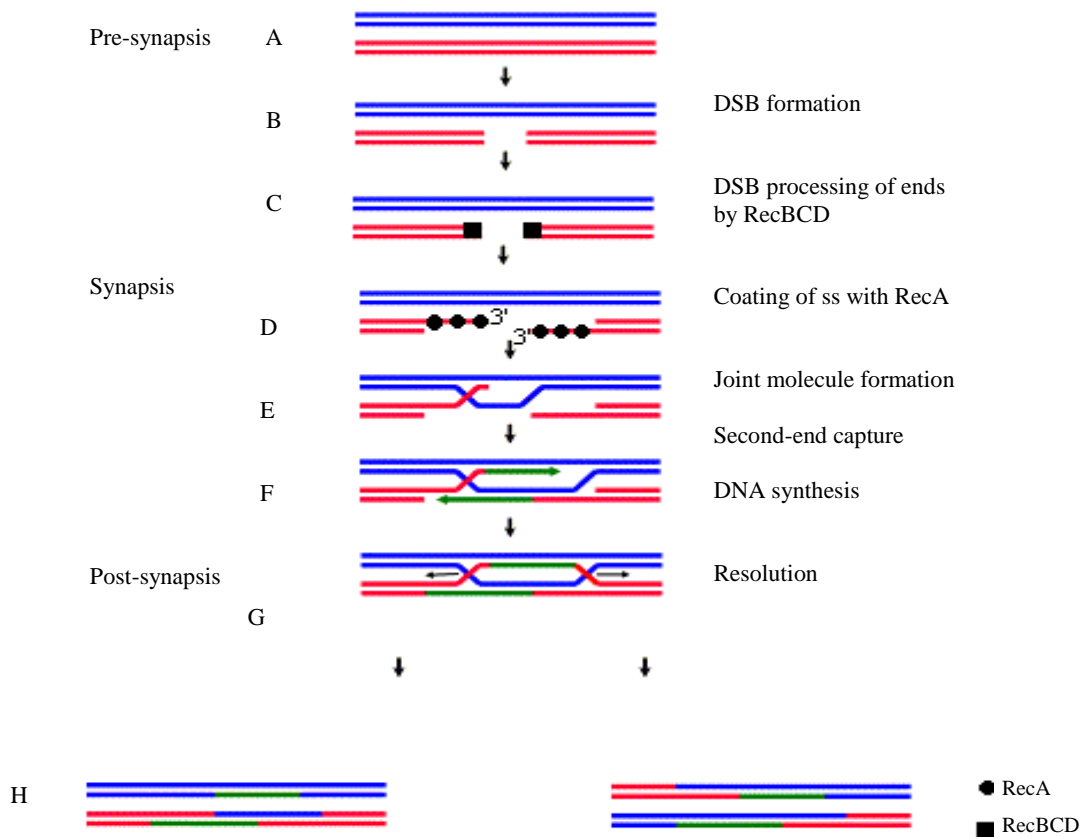 Pre-synapsis A
B DSB formation
C DSB processing of ends
by RecBCD
Synapsis Coating of ss with RecA
D 3' 3'
Joint molecule formation
E
Second-end capture
F DNA synthesis
Post-synapsis Resolution
G
H RecA
RecBCD